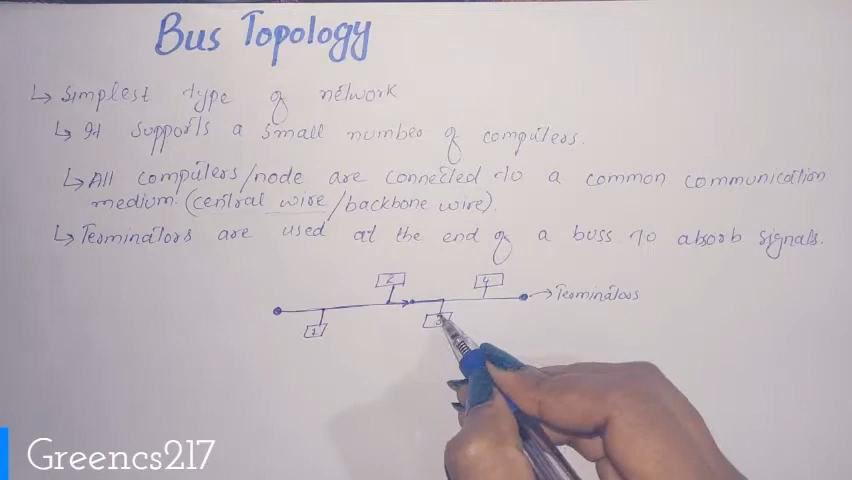 Bus Topology
↳ Simplest type of network
↳ It supports a small number of computers.
↳ All computers/node are connected to a common communication
medium. (central wire/backbone wire).
↳ Terminators are used at the end of a buss to absorb signals.
2
4
Terminators
1
3
Greencs217